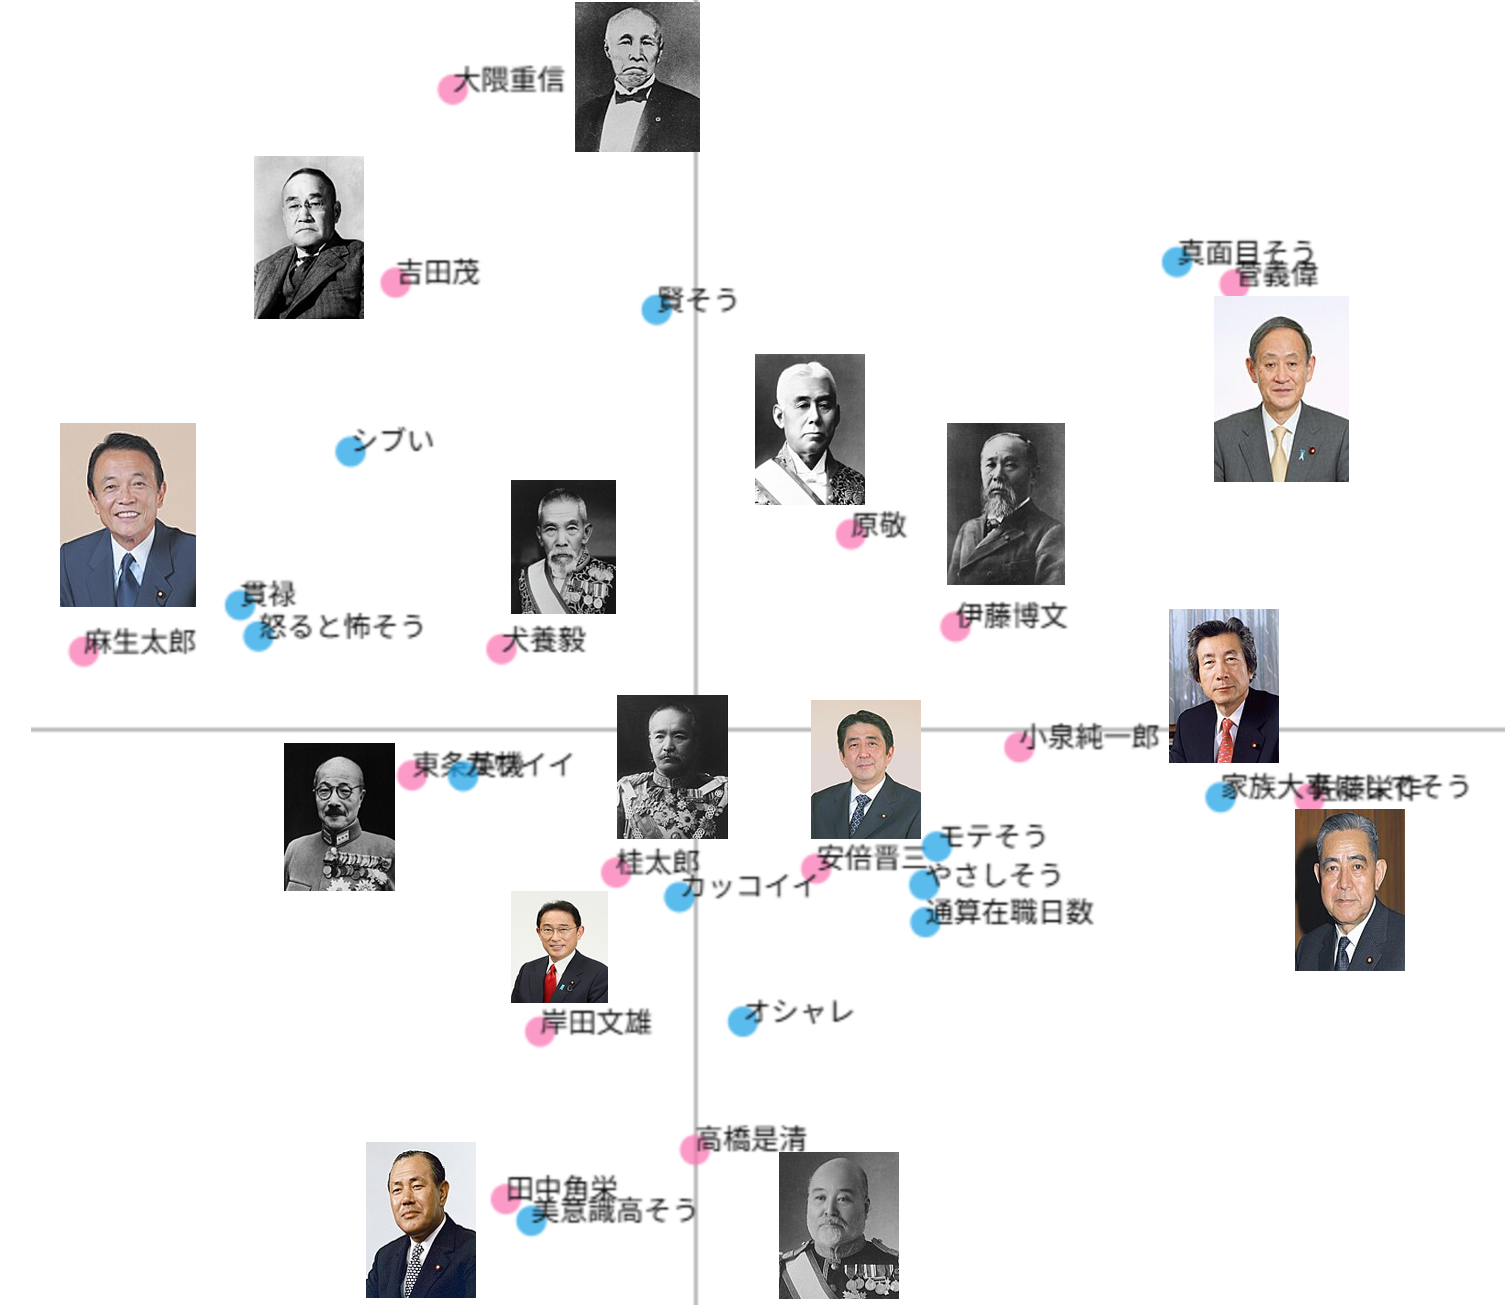 大隈重信
真面目そう
菅義偉
吉田茂
賢そう
シブい
原敬
貫禄
伊藤博文
怒ると怖そう
麻生太郎
犬養毅
小泉純一郎
東条英機
家族大事にしてそう
佐藤栄作
モテそう
安倍晋三
桂太郎
やさしそう
カッコイイ
通算在職日数
オシャレ
岸田文雄
高橋是清
田中角栄
美意識高そう